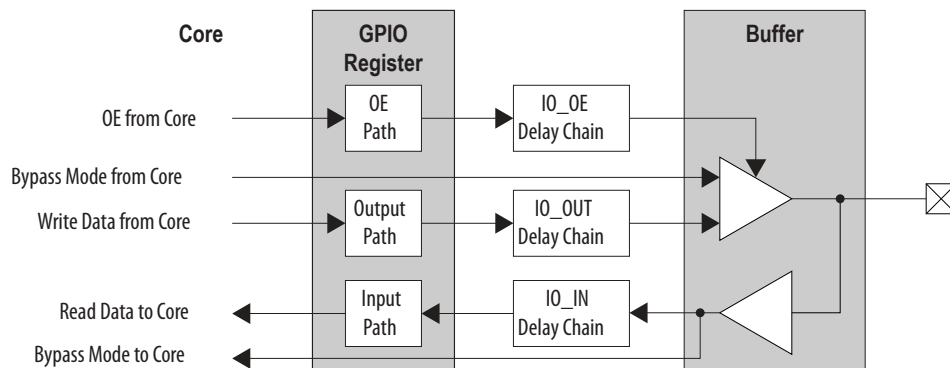 Core
GPIO
Register
Buffer
OE from Core
OE
Path
IO_OE
Delay Chain
Bypass Mode from Core
Write Data from Core
Output
Path
IO_OUT
Delay Chain
Read Data to Core
Input
Path
IO_IN
Delay Chain
Bypass Mode to Core